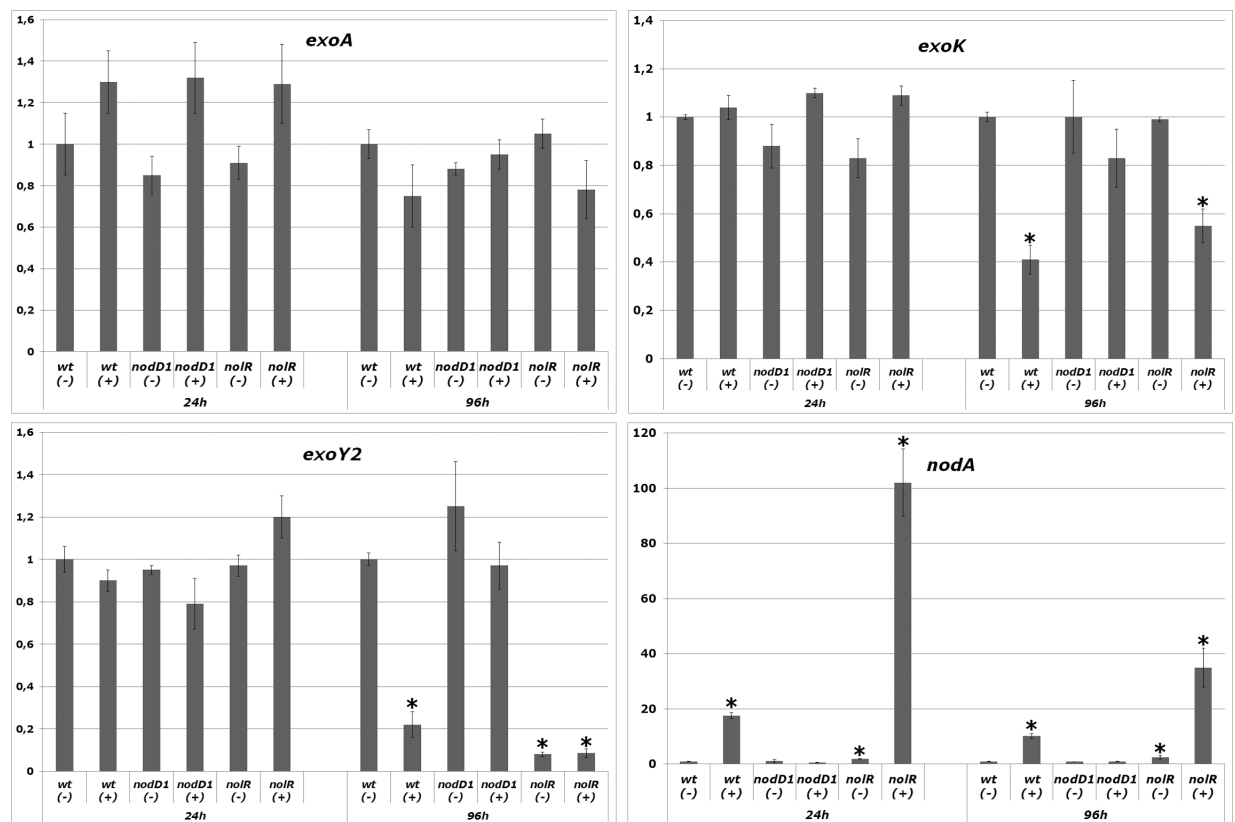 exoA
1,6
1,4
1,2
1
0,8
0,6
0,4
0,2
0
wt wt nodD1 nodD1 nolR nolR wt wt nodD1 nodD1 nolR nolR
(-) (+) (-) (+) (-) (+) (-) (+) (-) (+) (-) (+)
24h 96h
exoK
1,4
1,2
1
0,8
0,6
0,4
0,2
0
* *
wt wt nodD1 nodD1 nolR nolR wt wt nodD1 nodD1 nolR nolR
(-) (+) (-) (+) (-) (+) (-) (+) (-) (+) (-) (+)
24h 96h
exoY2
1,6
1,4
1,2
1
0,8
0,6
0,4
0,2
0
* * *
wt wt nodD1 nodD1 nolR nolR wt wt nodD1 nodD1 nolR nolR
(-) (+) (-) (+) (-) (+) (-) (+) (-) (+) (-) (+)
24h 96h
nodA
120
100
80
60
40
20
0
* * * * * *
wt wt nodD1 nodD1 nolR nolR wt wt nodD1 nodD1 nolR nolR
(-) (+) (-) (+) (-) (+) (-) (+) (-) (+) (-) (+)
24h 96h